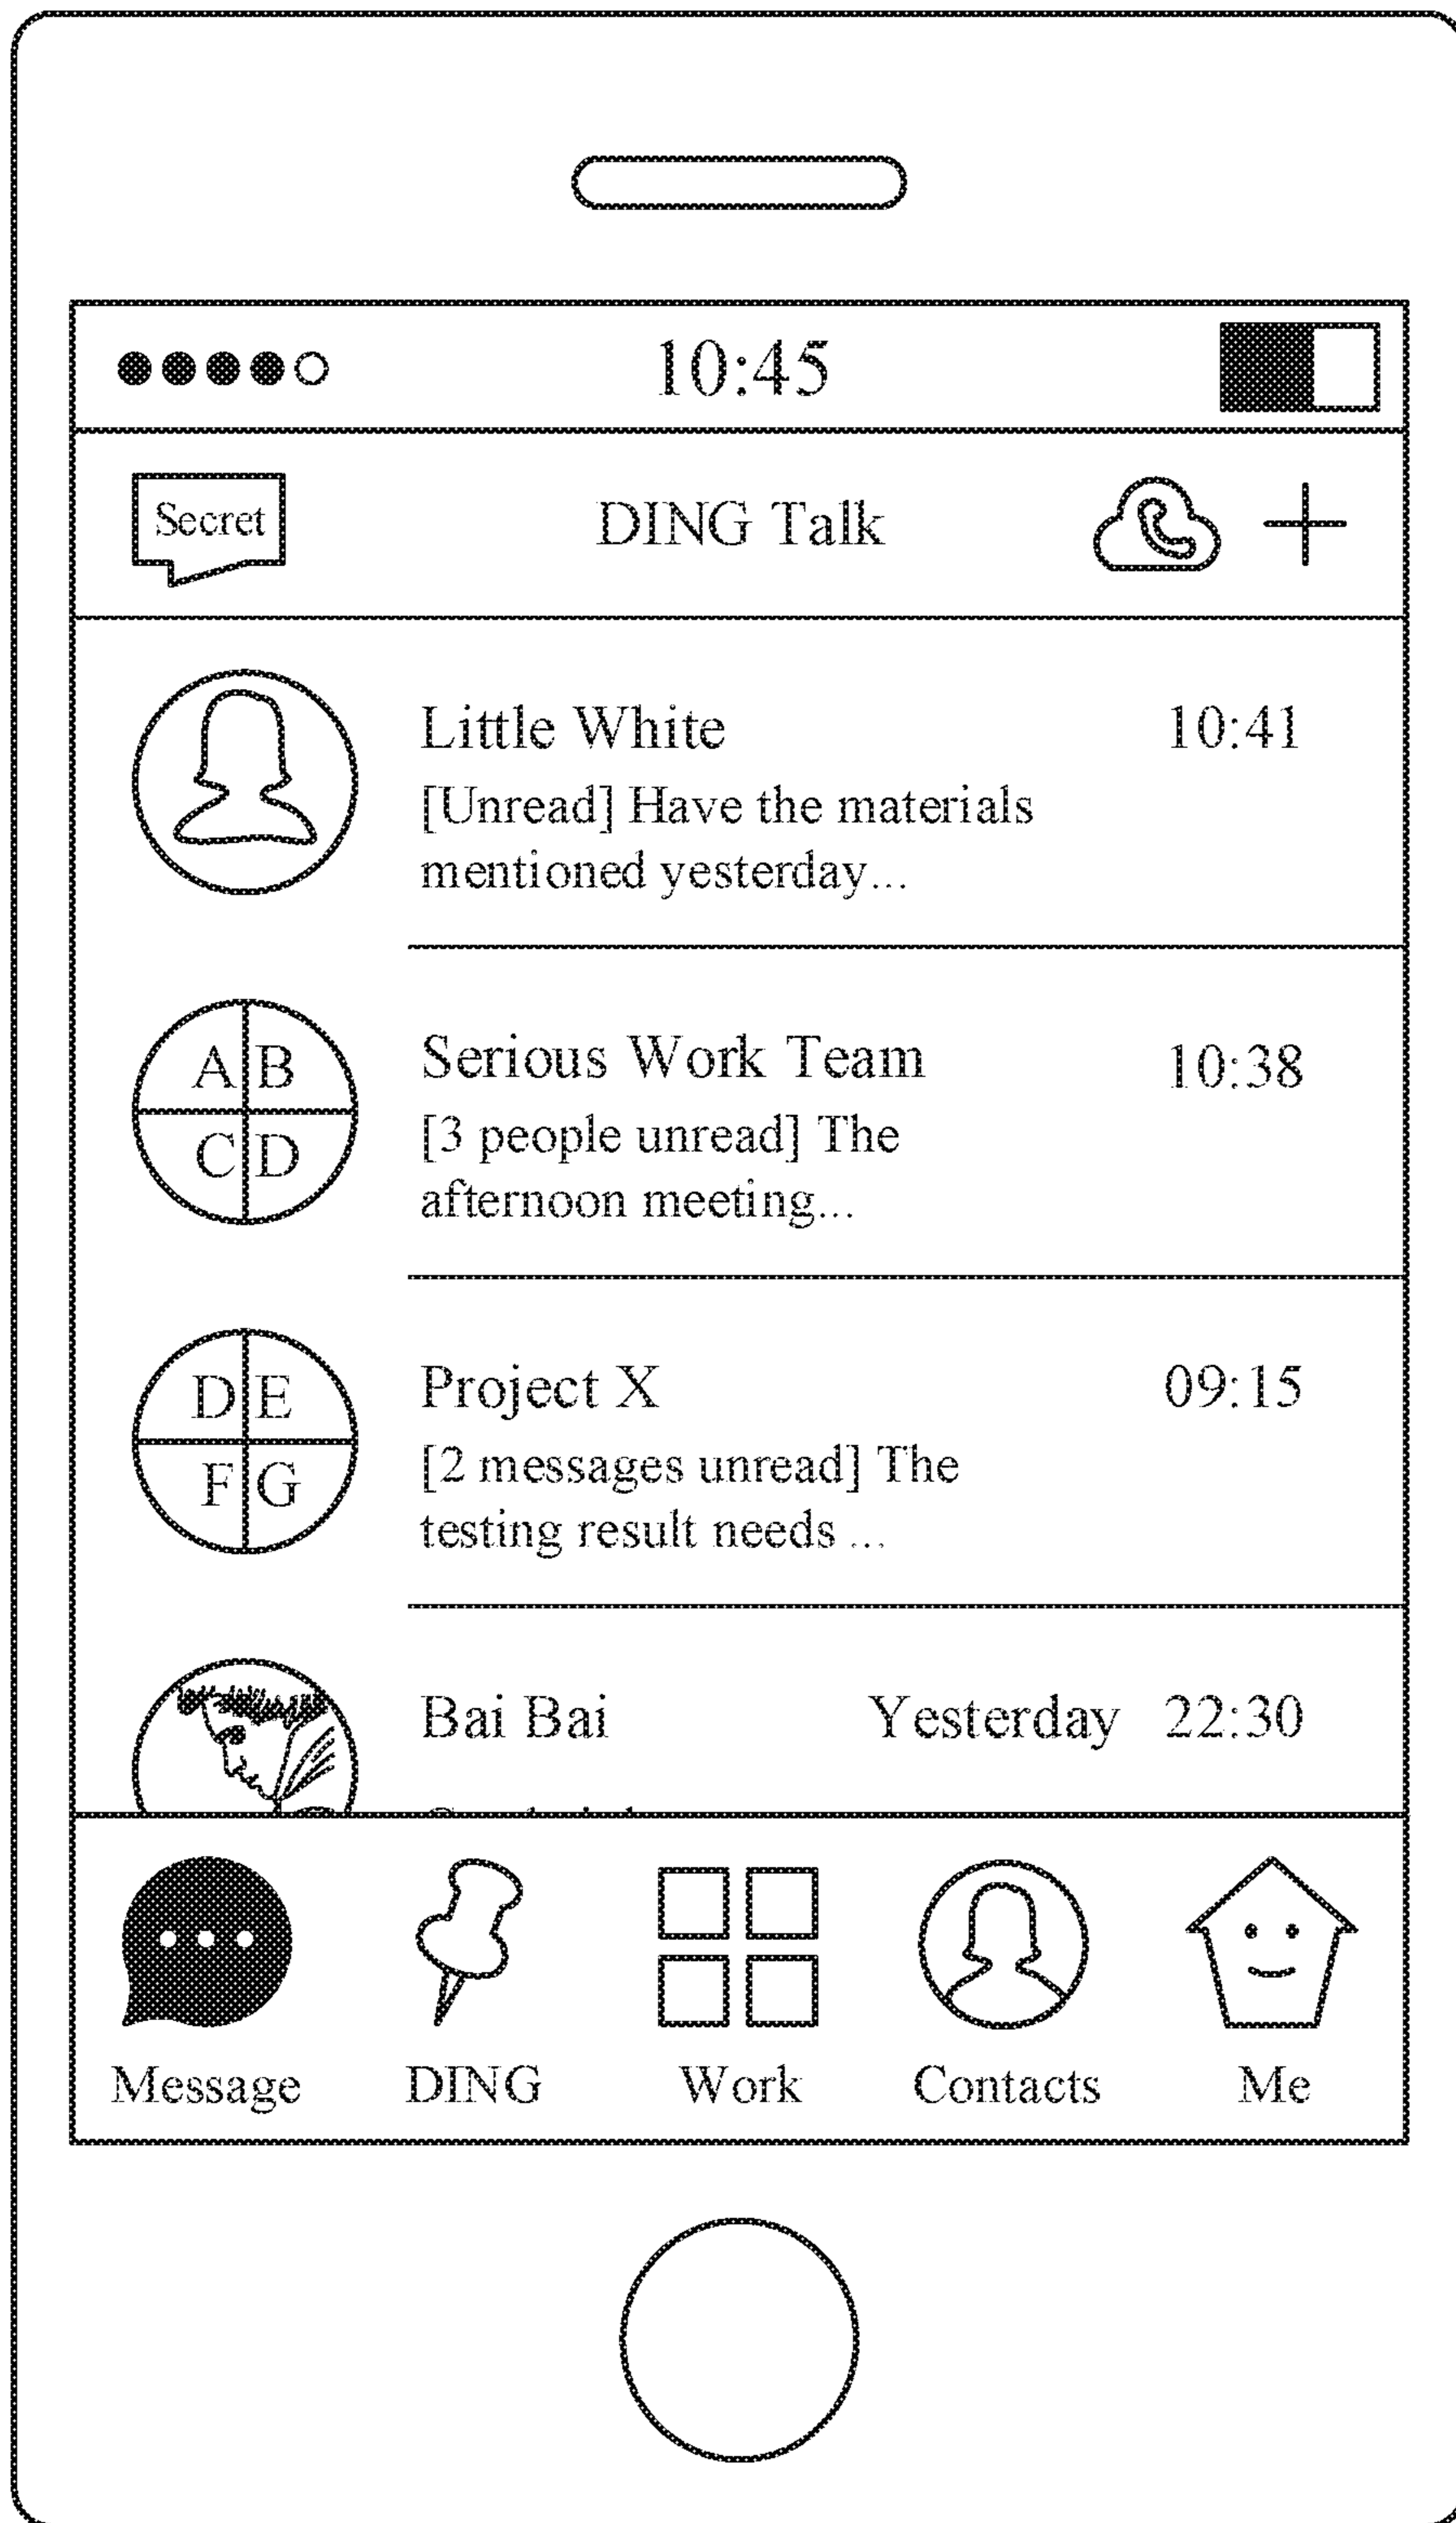 10:45
Secret DING Talk
Little White 10:41
[Unread] Have the materials
mentioned yesterday...
A B
C D
Serious Work Team 10:38
[3 people unread] The
afternoon meeting...
D E
F G
Project X 09:15
[2 messages unread] The
testing result needs ...
Bai Bai Yesterday 22:30
Message DING Work Contacts Me